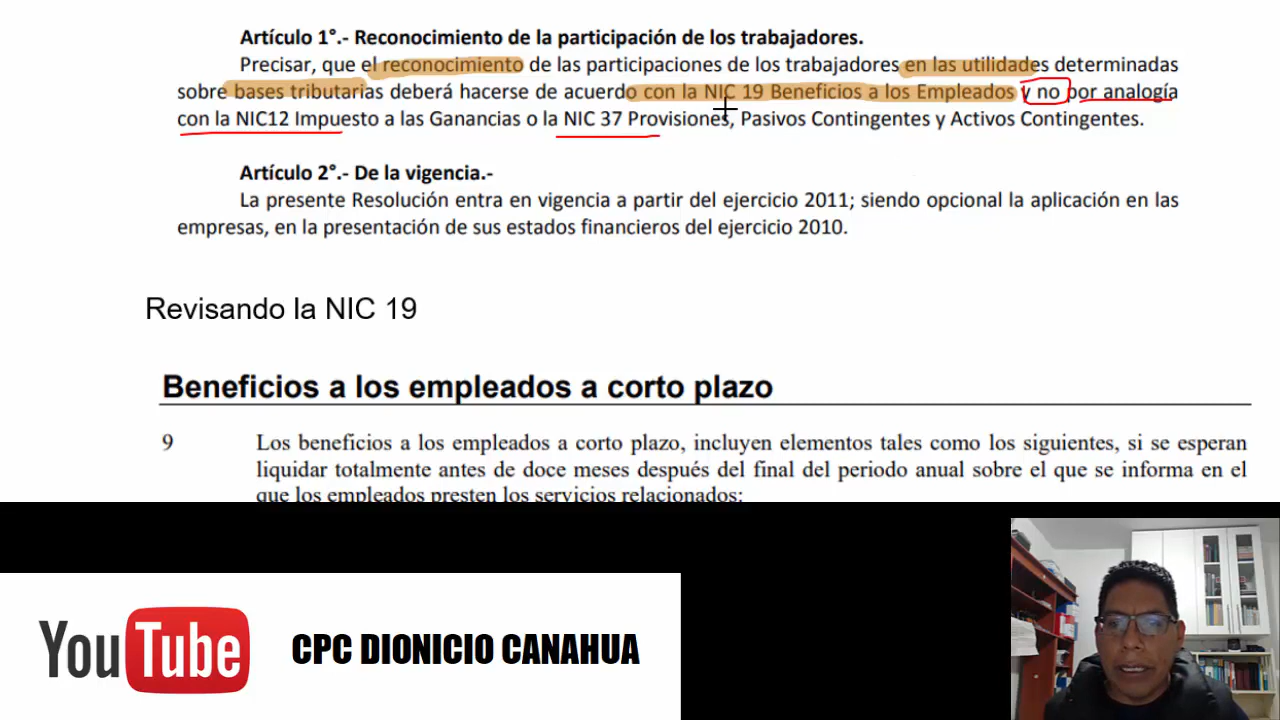 Artículo 1°.- Reconocimiento de la participación de los trabajadores.
Precisar, que el reconocimiento de las participaciones de los trabajadores en las utilidades determinadas
sobre bases tributarias deberá hacerse de acuerdo con la NIC 19 Beneficios a los Empleados y no por analogía
con la NIC12 Impuesto a las Ganancias o la NIC 37 Provisiones, Pasivos Contingentes y Activos Contingentes.
Artículo 2°.- De la vigencia.-
La presente Resolución entra en vigencia a partir del ejercicio 2011; siendo opcional la aplicación en las
empresas, en la presentación de sus estados financieros del ejercicio 2010.
Revisando la NIC 19
Beneficios a los empleados a corto plazo
9 Los beneficios a los empleados a corto plazo, incluyen elementos tales como los siguientes, si se esperan
liquidar totalmente antes de doce meses después del final del periodo anual sobre el que se informa en el
que los empleados presten los servicios relacionados:
YouTube CPC DIONICIO CANAHUA